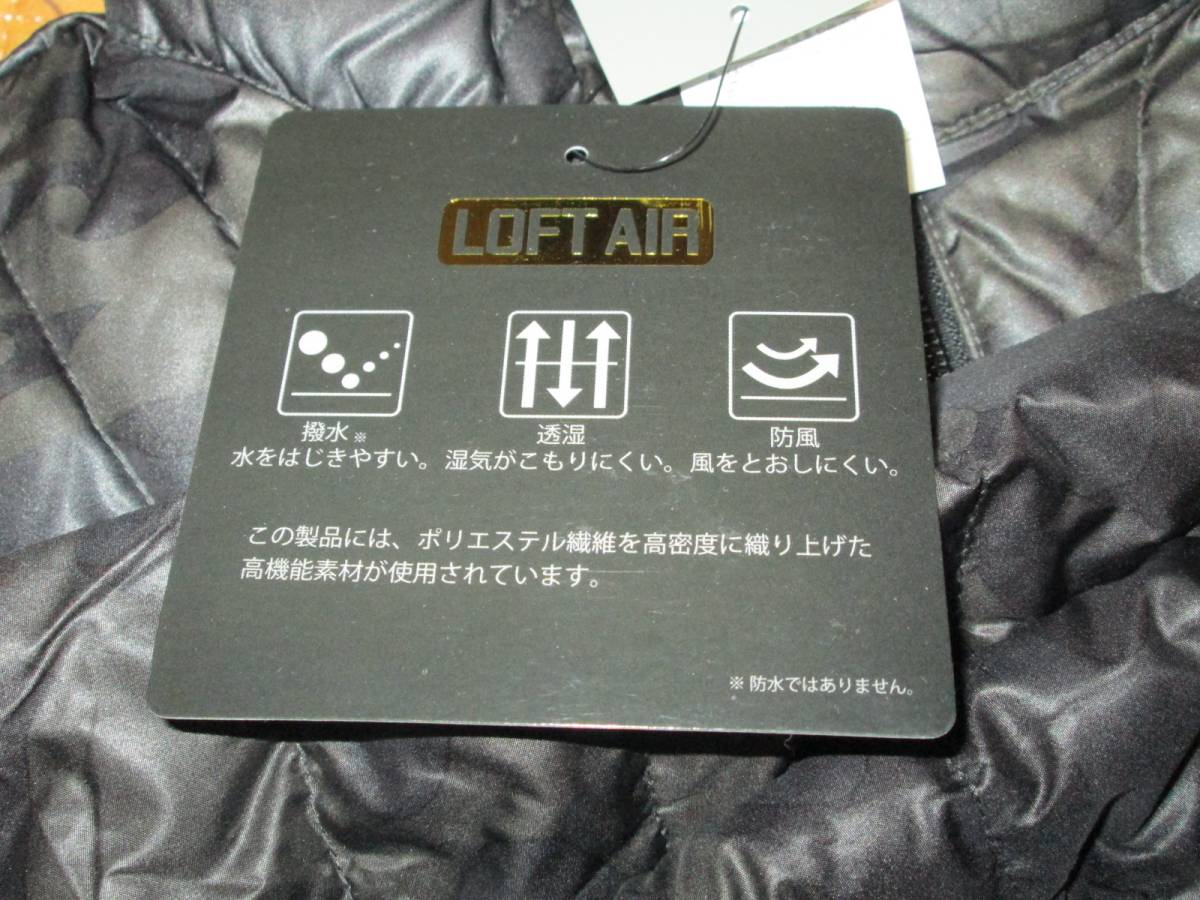 LOFT AIR
撥水※ 透湿 防風
水をはじきやすい。 湿気がこもりにくい。 風をとおしにくい。
この製品には、ポリエステル繊維を高密度に織り上げた
高機能素材が使用されています。
※ 防水ではありません。